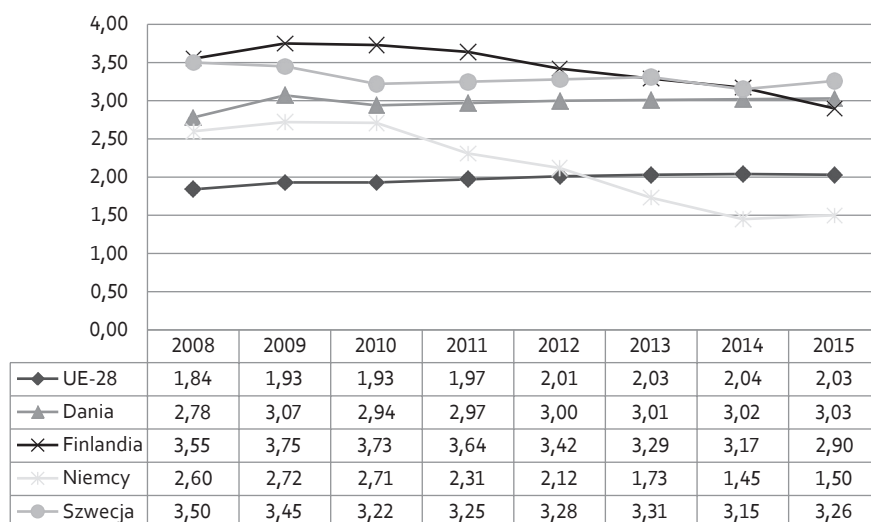 4,00
3,50
3,00
2,50
2,00
1,50
1,00
0,50
0,00
2008 2009 2010 2011 2012 2013 2014 2015
UE-28 1,84 1,93 1,93 1,97 2,01 2,03 2,04 2,03
Dania 2,78 3,07 2,94 2,97 3,00 3,01 3,02 3,03
Finlandia 3,55 3,75 3,73 3,64 3,42 3,29 3,17 2,90
Niemcy 2,60 2,72 2,71 2,31 2,12 1,73 1,45 1,50
Szwecja 3,50 3,45 3,22 3,25 3,28 3,31 3,15 3,26